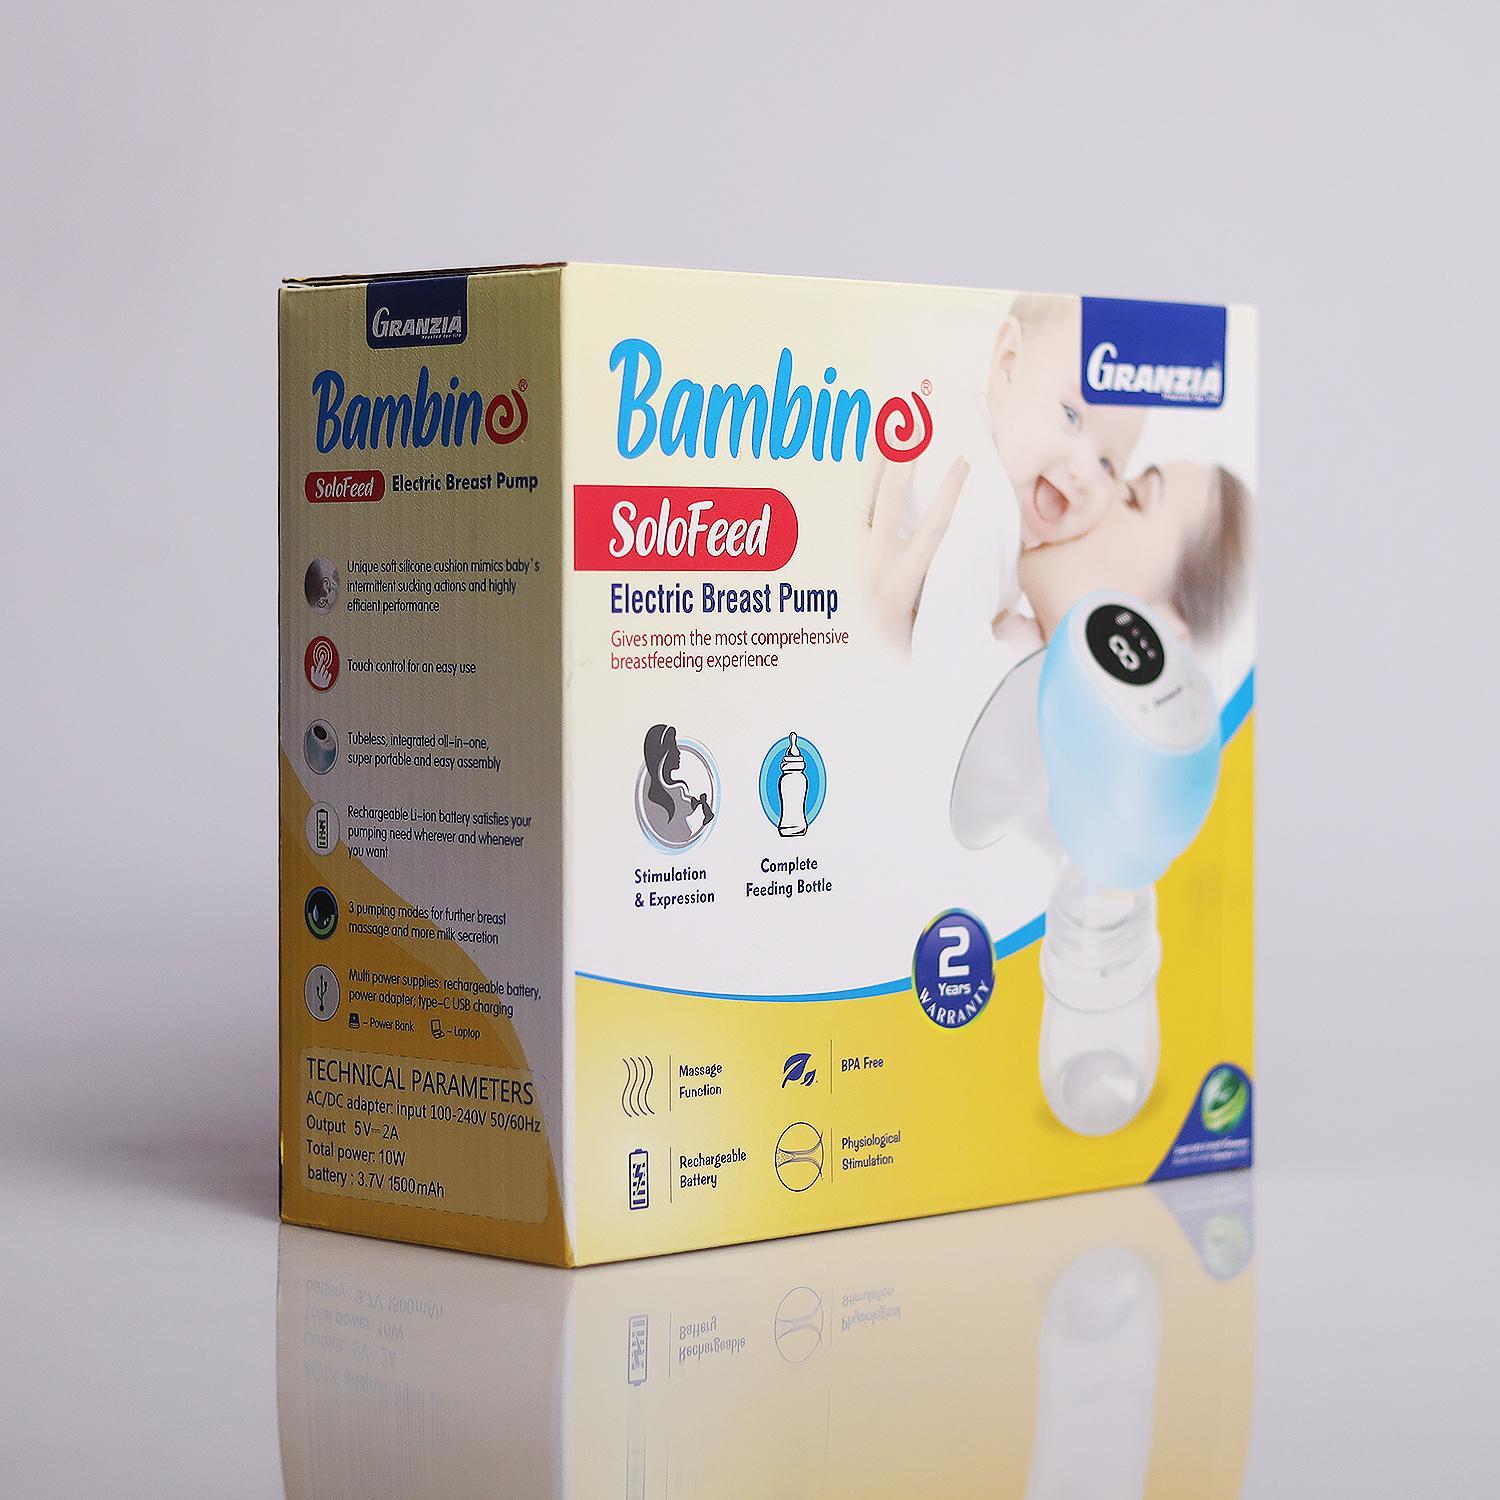 GRANZIA
Trusted for life
Bambino®
SoloFeed Electric Breast Pump
Unique soft silicone cushion mimics baby's
intermittent sucking actions and highly
efficient performance
Touch control for an easy use
Tubeless, integrated all-in-one,
super portable and easy assembly
Rechargeable Li-ion battery satisfies your
pumping need wherever and whenever
you want
3 pumping modes for further breast
massage and more milk secretion
Multi power supplies: rechargeable battery,
power adapter, type-C USB charging
- Power Bank - Laptop
TECHNICAL PARAMETERS
AC/DC adapter: input 100-240V 50/60Hz
Output 5V⎓2A
Total power: 10W
battery : 3.7V 1500mAh
GRANZIA
Bambino®
SoloFeed
Electric Breast Pump
Gives mom the most comprehensive
breastfeeding experience
8
Stimulation
& Expression
Complete
Feeding Bottle
2
Years
WARRANTY
Massage
Function
BPA Free
Rechargeable
Battery
Physiological
Stimulation